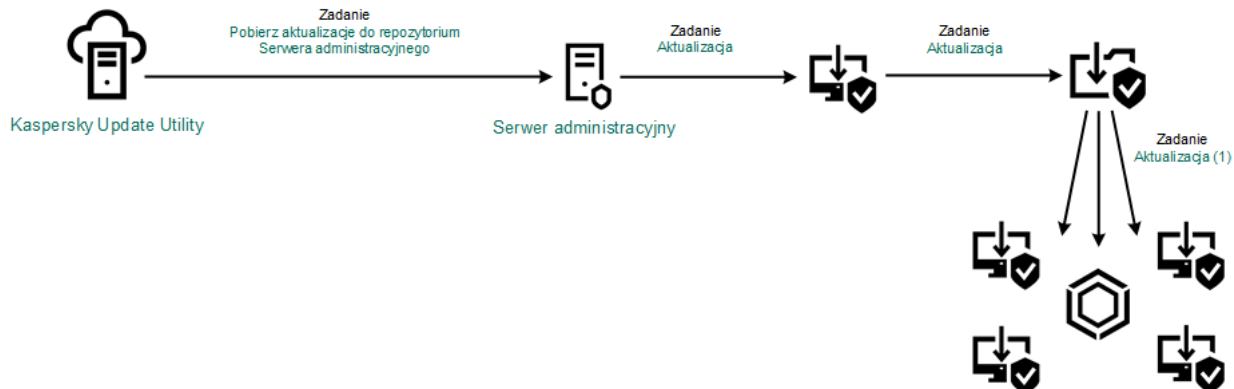 Zadanie
Pobierz aktualizacje do repozytorium
Serwera administracyjnego
Zadanie
Aktualizacja
Zadanie
Aktualizacja
Kaspersky Update Utility
Serwer administracyjny
Zadanie
Aktualizacja (1)